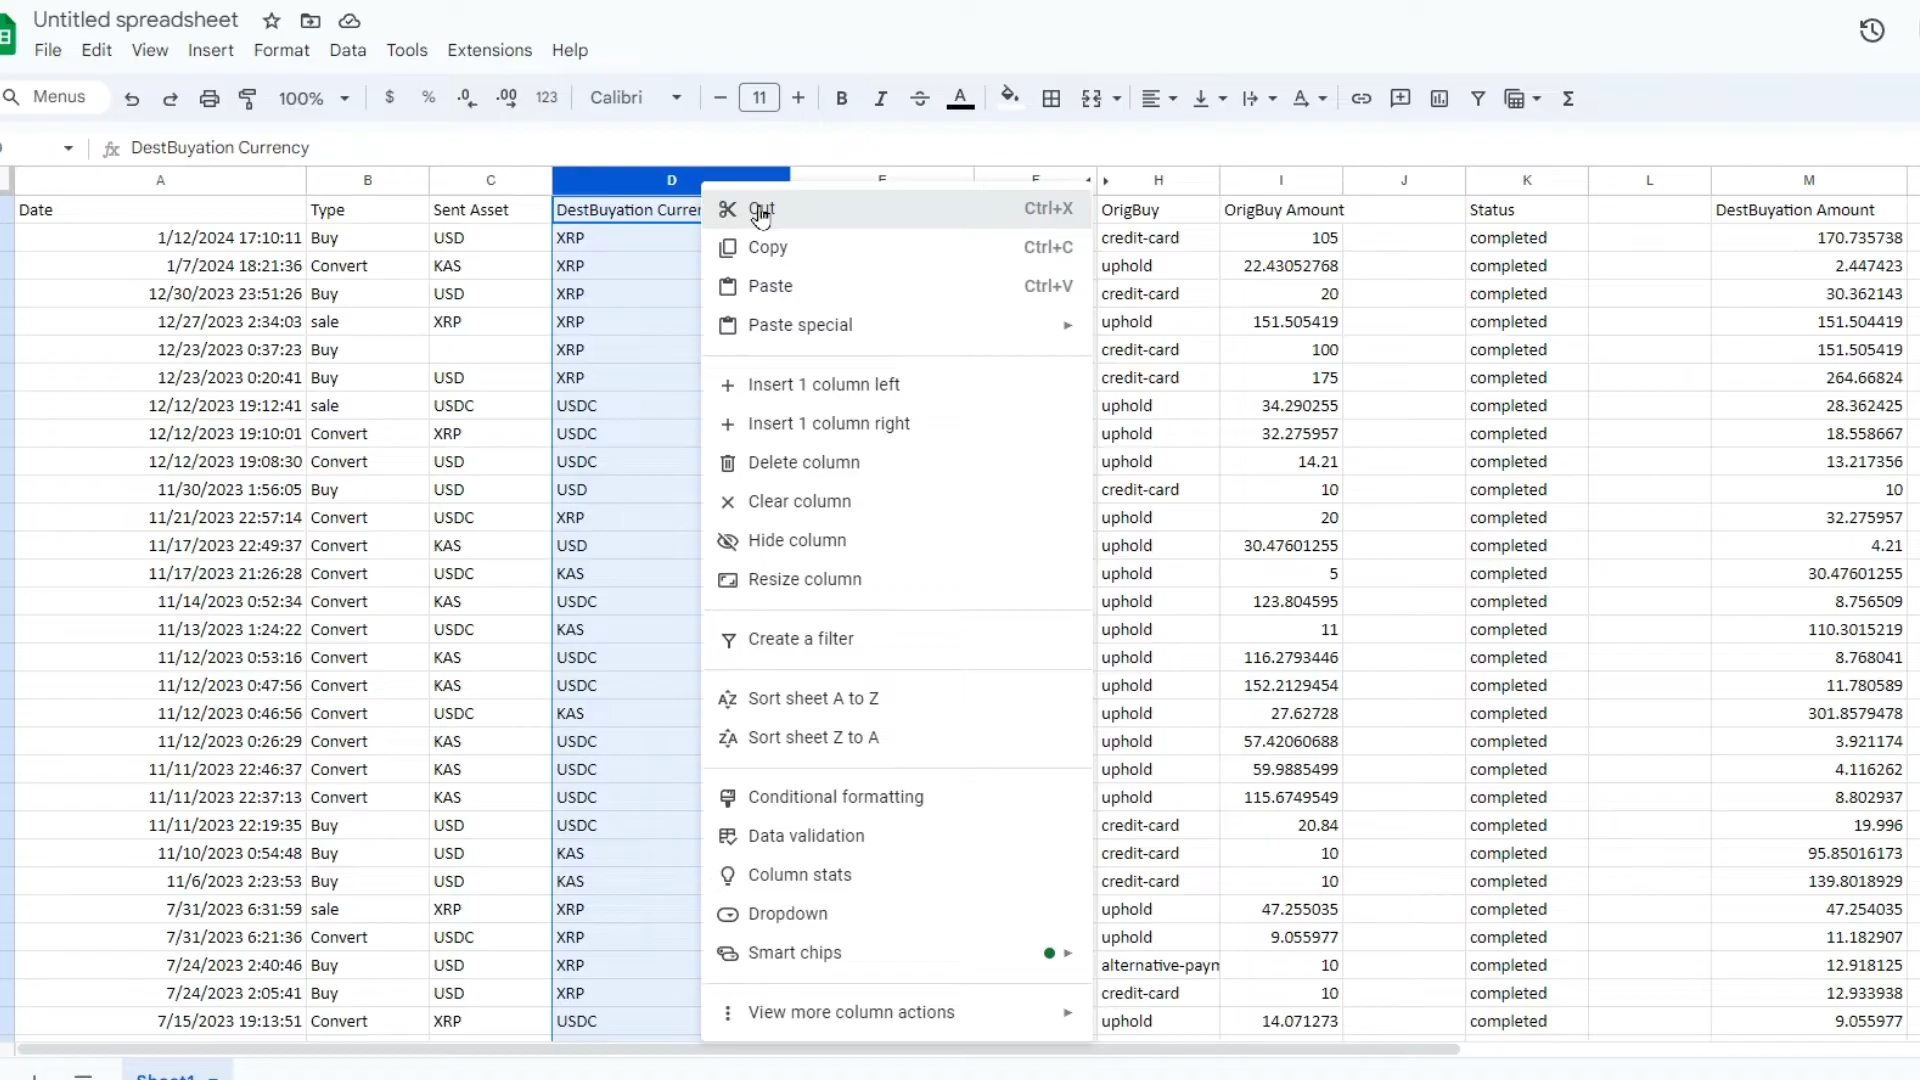 Untitled spreadsheet
File Edit View Insert Format Data Tools Extensions Help
Menus 100% $ % .0 .00 123 Calibri 11 B I A Σ
fx DestBuyation Currency
A B C D E F H I J K L M
Date Type Sent Asset DestBuyation Curre OrigBuy OrigBuy Amount Status DestBuyation Amount
1/12/2024 17:10:11 Buy USD XRP credit-card 105 completed 170.735738
1/7/2024 18:21:36 Convert KAS XRP uphold 22.43052768 completed 2.447423
12/30/2023 23:51:26 Buy USD XRP credit-card 20 completed 30.362143
12/27/2023 2:34:03 sale XRP XRP uphold 151.505419 completed 151.504419
12/23/2023 0:37:23 Buy XRP credit-card 100 completed 151.505419
12/23/2023 0:20:41 Buy USD XRP credit-card 175 completed 264.66824
12/12/2023 19:12:41 sale USDC USDC uphold 34.290255 completed 28.362425
12/12/2023 19:10:01 Convert XRP USDC uphold 32.275957 completed 18.558667
12/12/2023 19:08:30 Convert USD USDC uphold 14.21 completed 13.217356
11/30/2023 1:56:05 Buy USD USD credit-card 10 completed 10
11/21/2023 22:57:14 Convert USDC XRP uphold 20 completed 32.275957
11/17/2023 22:49:37 Convert KAS USD uphold 30.47601255 completed 4.21
11/17/2023 21:26:28 Convert USDC KAS uphold 5 completed 30.47601255
11/14/2023 0:52:34 Convert KAS USDC uphold 123.804595 completed 8.756509
11/13/2023 1:24:22 Convert USDC KAS uphold 11 completed 110.3015219
11/12/2023 0:53:16 Convert KAS USDC uphold 116.2793446 completed 8.768041
11/12/2023 0:47:56 Convert KAS USDC uphold 152.2129454 completed 11.780589
11/12/2023 0:46:56 Convert USDC KAS uphold 27.62728 completed 301.8579478
11/12/2023 0:26:29 Convert KAS USDC uphold 57.42060688 completed 3.921174
11/11/2023 22:46:37 Convert KAS USDC uphold 59.9885499 completed 4.116262
11/11/2023 22:37:13 Convert KAS USDC uphold 115.6749549 completed 8.802937
11/11/2023 22:19:35 Buy USD USDC credit-card 20.84 completed 19.996
11/10/2023 0:54:48 Buy USD KAS credit-card 10 completed 95.85016173
11/6/2023 2:23:53 Buy USD KAS credit-card 10 completed 139.8018929
7/31/2023 6:31:59 sale XRP XRP uphold 47.255035 completed 47.254035
7/31/2023 6:21:36 Convert USDC XRP uphold 9.055977 completed 11.182907
7/24/2023 2:40:46 Buy USD XRP alternative-paym 10 completed 12.918125
7/24/2023 2:05:41 Buy USD XRP credit-card 10 completed 12.933938
7/15/2023 19:13:51 Convert XRP USDC uphold 14.071273 completed 9.055977
Cut Ctrl+X
Copy Ctrl+C
Paste Ctrl+V
Paste special
Insert 1 column left
Insert 1 column right
Delete column
Clear column
Hide column
Resize column
Create a filter
Sort sheet A to Z
Sort sheet Z to A
Conditional formatting
Data validation
Column stats
Dropdown
Smart chips
View more column actions
Sheet1